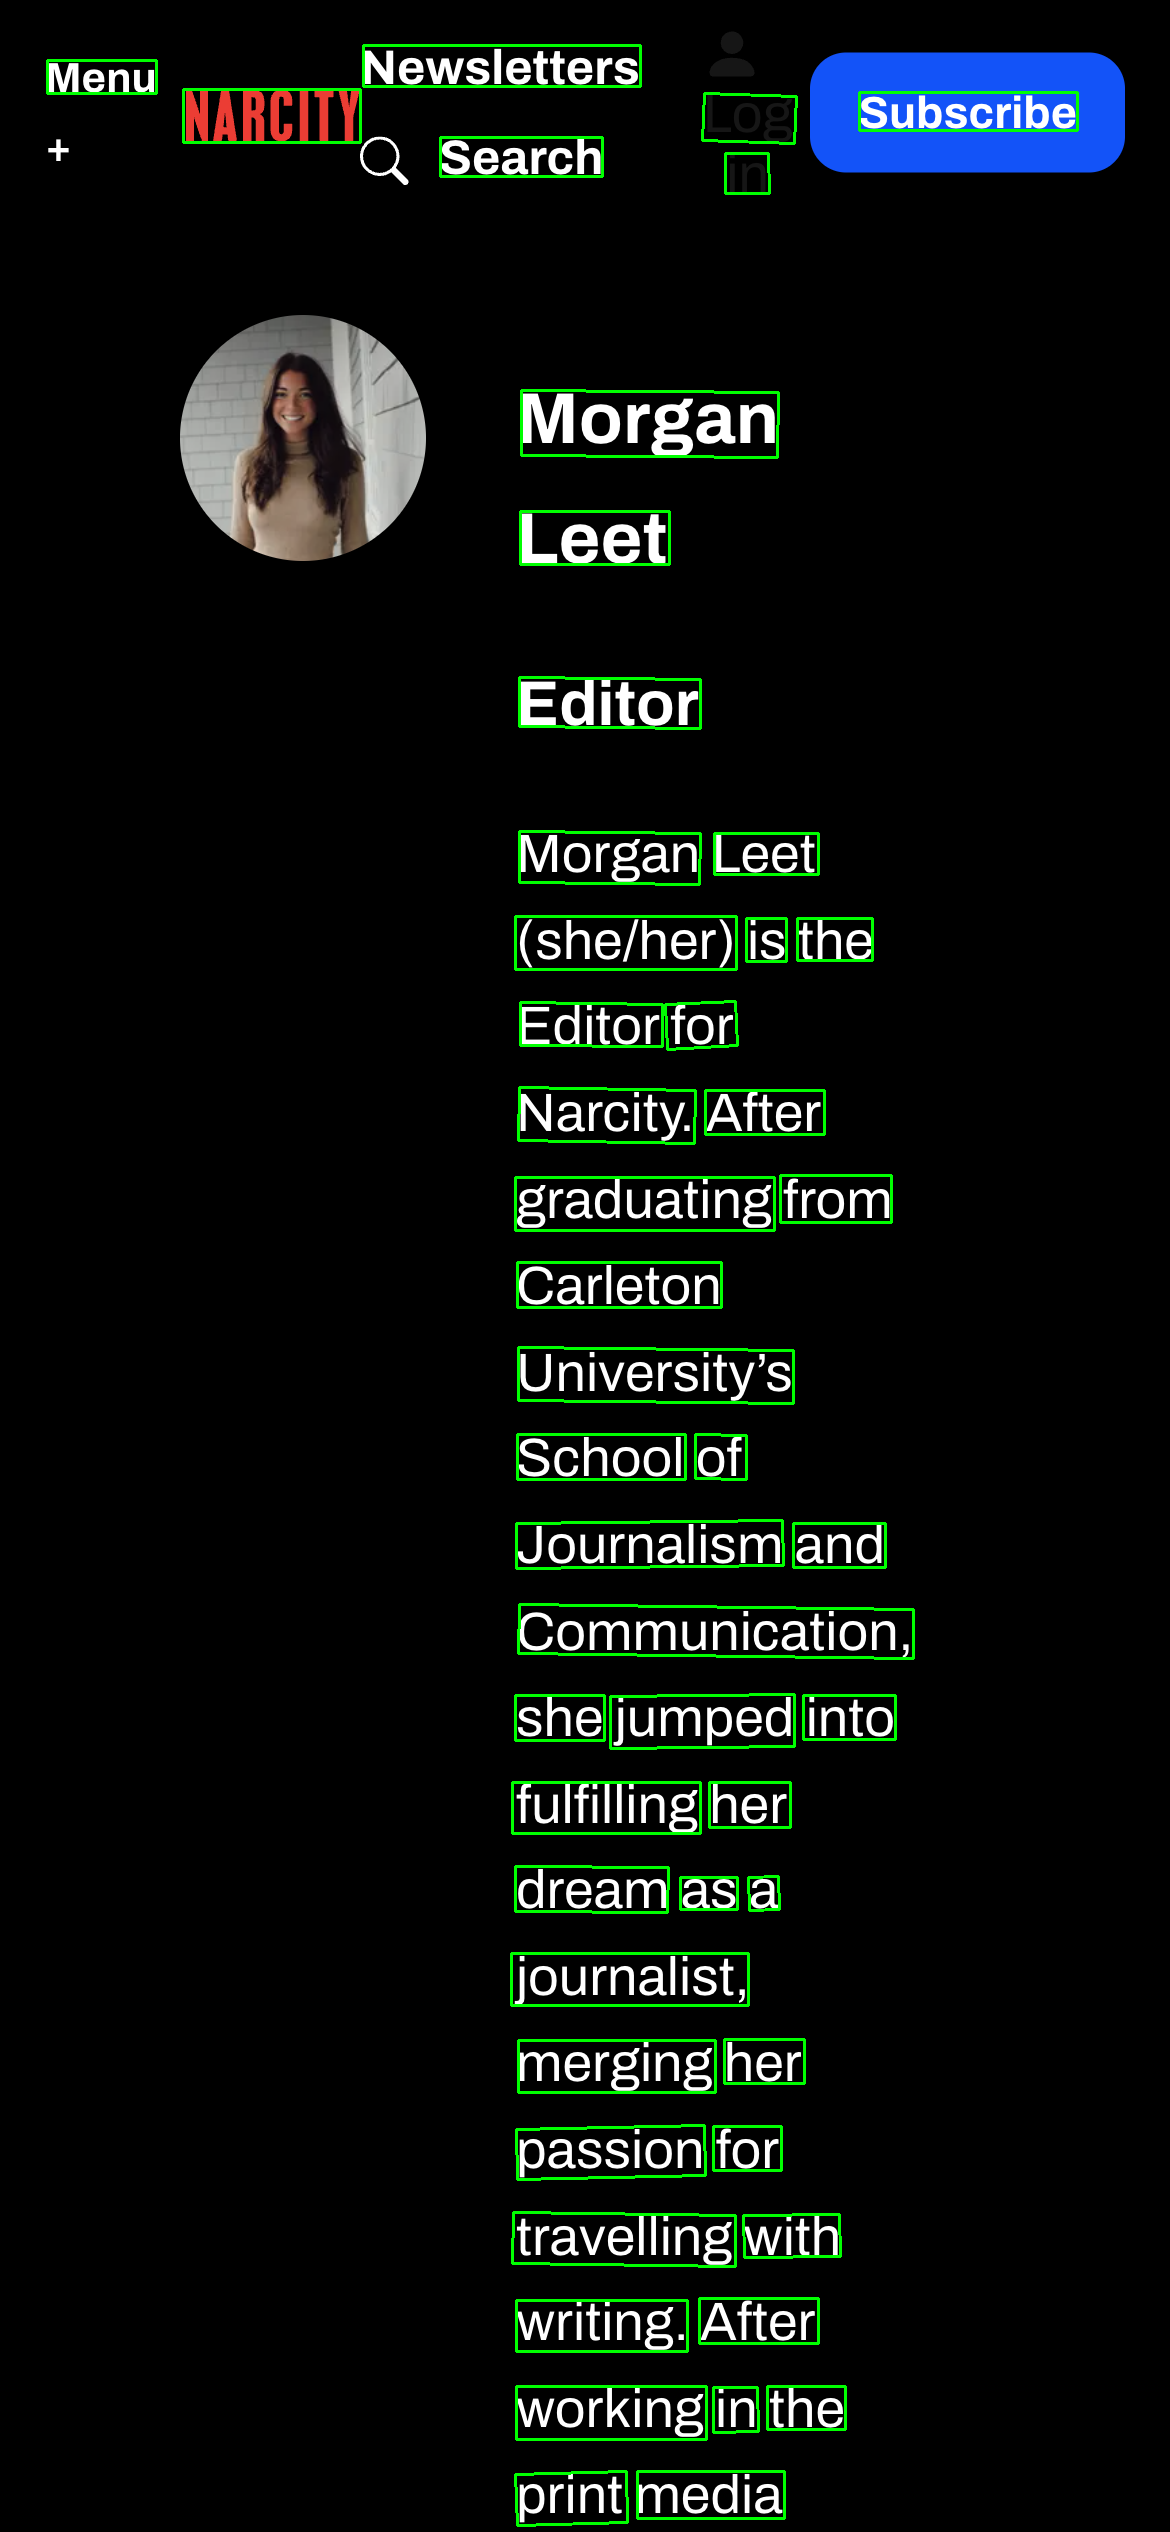 Menu
+
NARCITY
Newsletters
Search
Log
in
Subscribe
Morgan
Leet
Editor
Morgan Leet
(she/her) is the
Editor for
Narcity. After
graduating from
Carleton
University’s
School of
Journalism and
Communication,
she jumped into
fulfilling her
dream as a
journalist,
merging her
passion for
travelling with
writing. After
working in the
print media